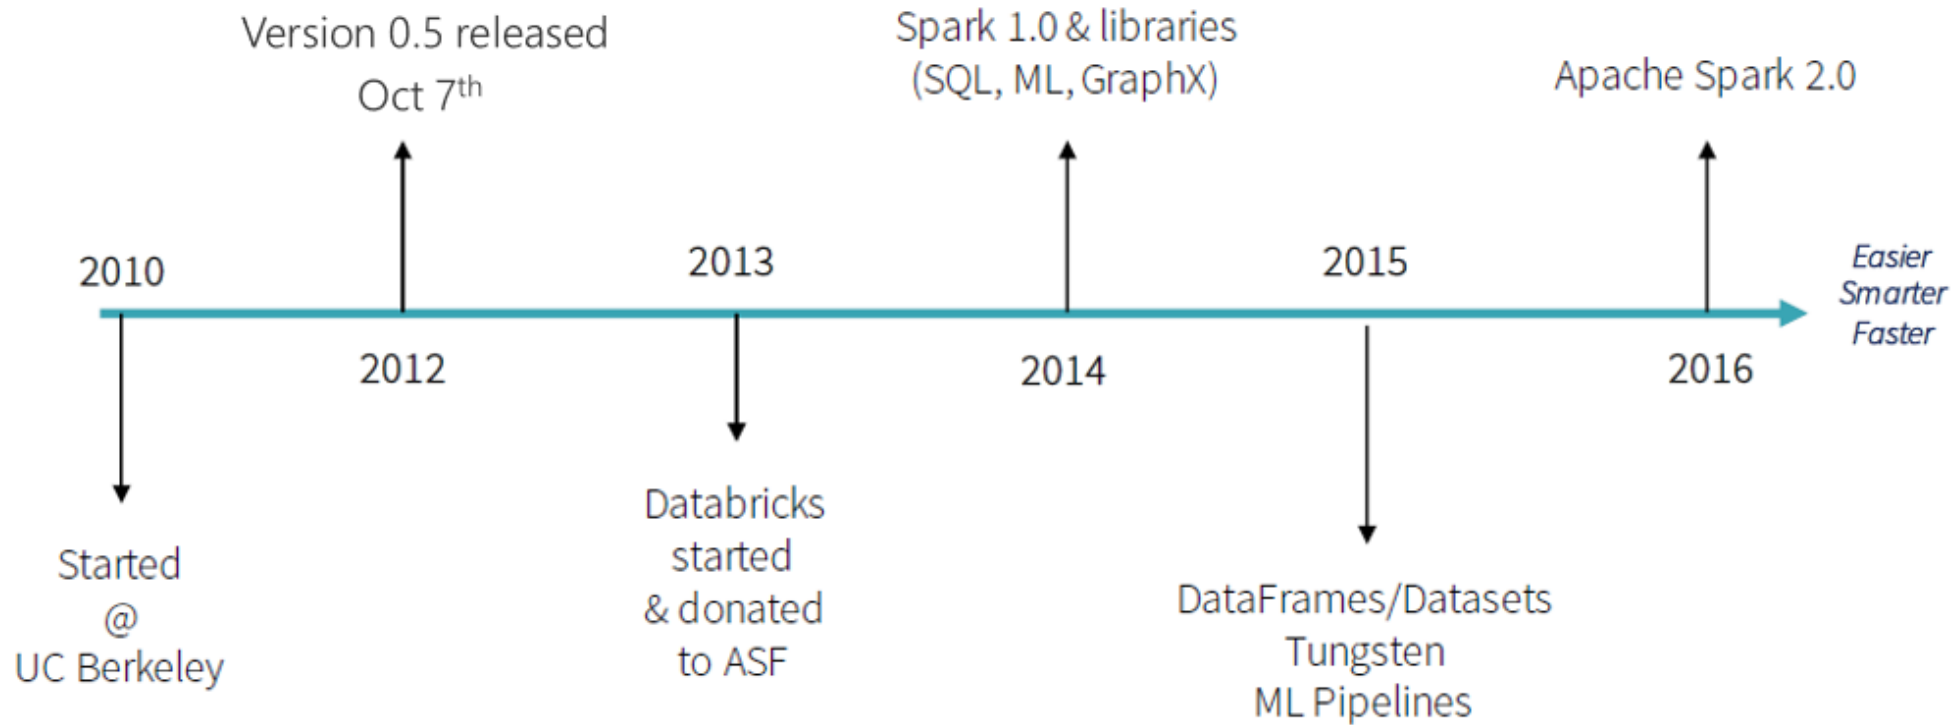 Version 0.5 released
Oct 7th
Spark 1.0 & libraries
(SQL, ML, GraphX)
Apache Spark 2.0
2010
2013
2015
Easier
Smarter
Faster
2012
2014
2016
Started
@
UC Berkeley
Databricks
started
& donated
to ASF
DataFrames/Datasets
Tungsten
ML Pipelines